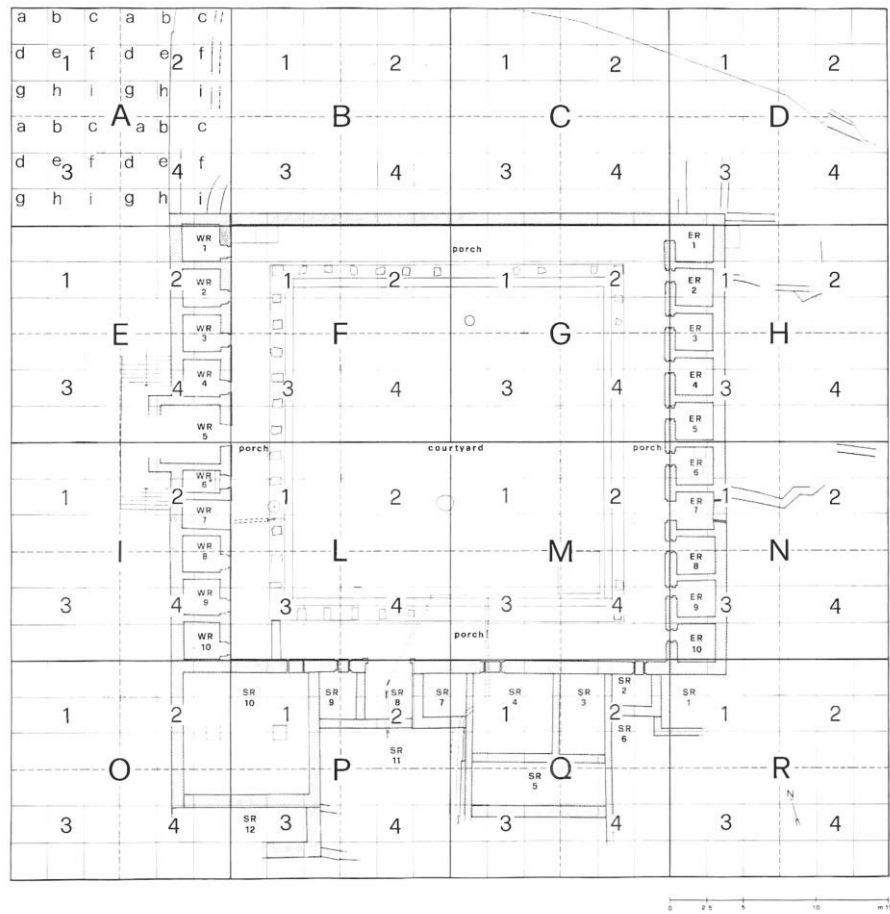 a b c a b c
d e f d e f
1 2 1 2 1 2 1 2
g h i g h i
A B C D
a b c a b c
d e f d e f
3 4 3 4 3 4 3 4
g h i g h i
WR 1 porch ER 1
1 2 1 2 1 2 1 2
WR 2 ER 2
WR 3 ER 3
E F G H
WR 4 ER 4
3 4 3 4 3 4 3 4
WR 5 ER 5
porch courtyard porch
WR 6 ER 6
1 2 1 2 1 2 1 2
WR 7 ER 7
I L M N
WR 8 ER 8
WR 9 ER 9
3 4 3 4 3 4 3 4
WR 10 porch ER 10
SR 10 SR 9 SR 8 SR 7 SR 4 SR 3 SR 2 SR 1
1 2 1 2 1 2 1 2
SR 6
SR 11
O P Q R
SR 5
N
SR 12
3 4 3 4 3 4 3 4
0 2 5 5 10 m